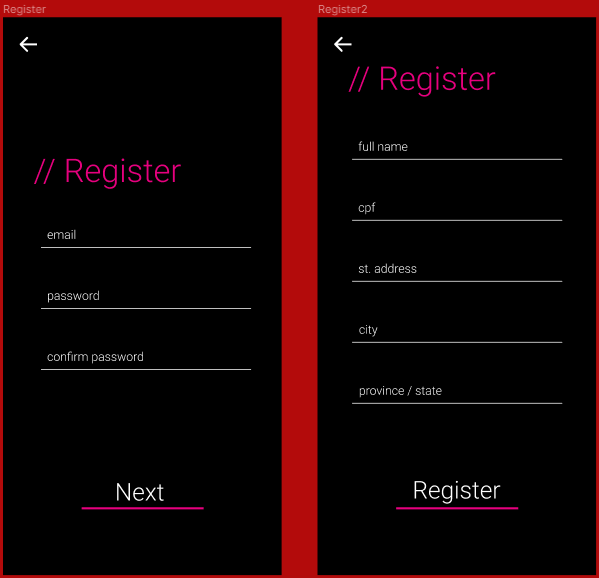 Register
// Register
email
password
confirm password
Next
Register2
// Register
full name
cpf
st. address
city
province / state
Register